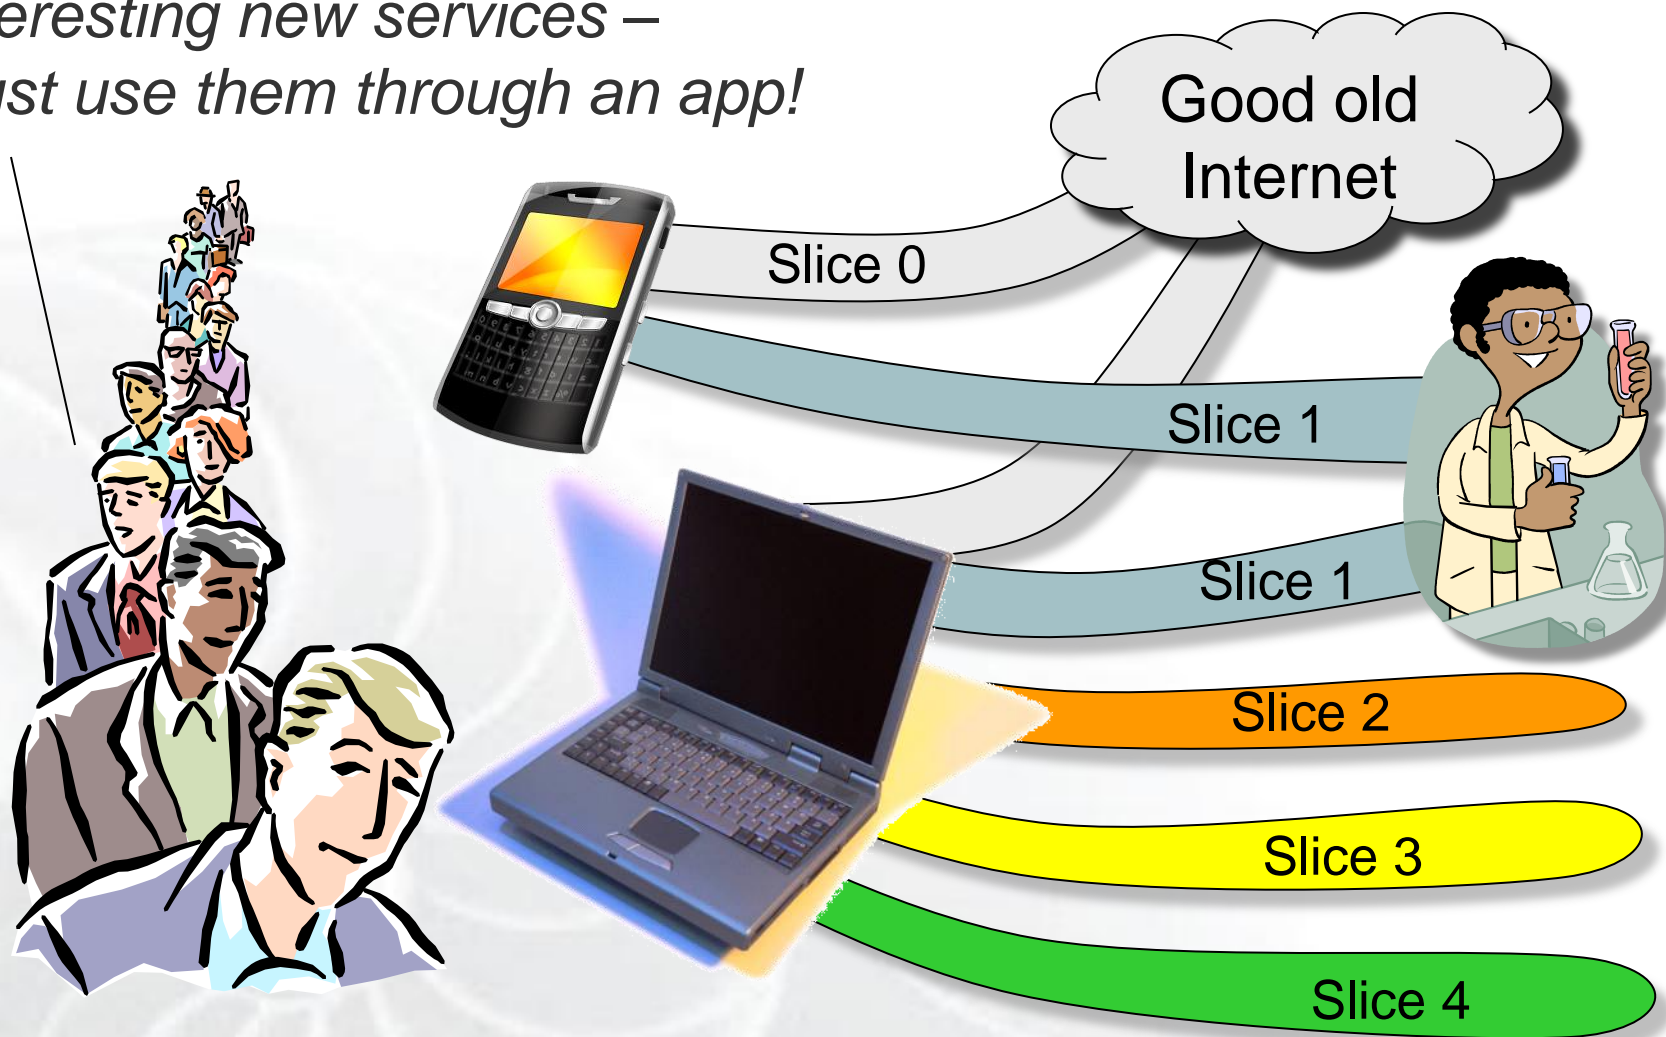 eresting new services –
ust use them through an app!
Good old
Internet
Slice 0
Slice 1
Slice 1
Slice 2
Slice 3
Slice 4